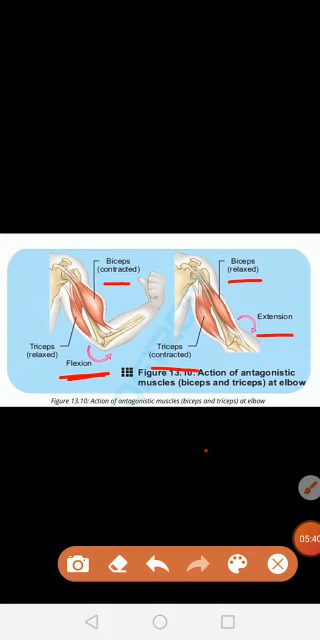 Biceps
(contracted)
Biceps
(relaxed)
Extension
Triceps
(relaxed)
Triceps
(contracted)
Flexion
Figure 13.10: Action of antagonistic
muscles (biceps and triceps) at elbow
Figure 13.10: Action of antagonistic muscles (biceps and triceps) at elbow
05:40